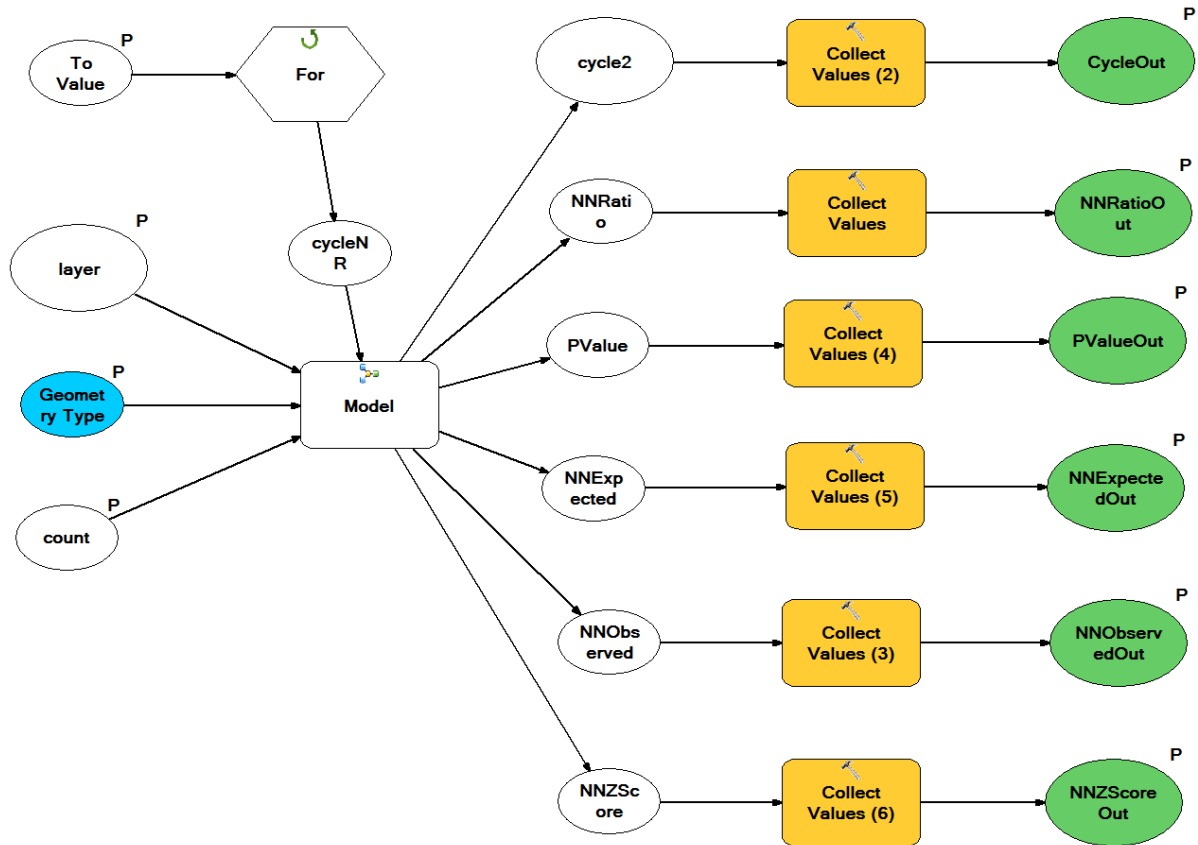 P
To
Value
For
cycle2
Collect
Values (2)
P
CycleOut
P
layer
cycleN
R
NNRati
o
Collect
Values
P
NNRatioO
ut
P
Geomet
ry Type
Model
PValue
Collect
Values (4)
P
PValueOut
P
count
NNExp
ected
Collect
Values (5)
P
NNExpecte
dOut
NNObs
erved
Collect
Values (3)
P
NNObserv
edOut
NNZSc
ore
Collect
Values (6)
P
NNZScore
Out